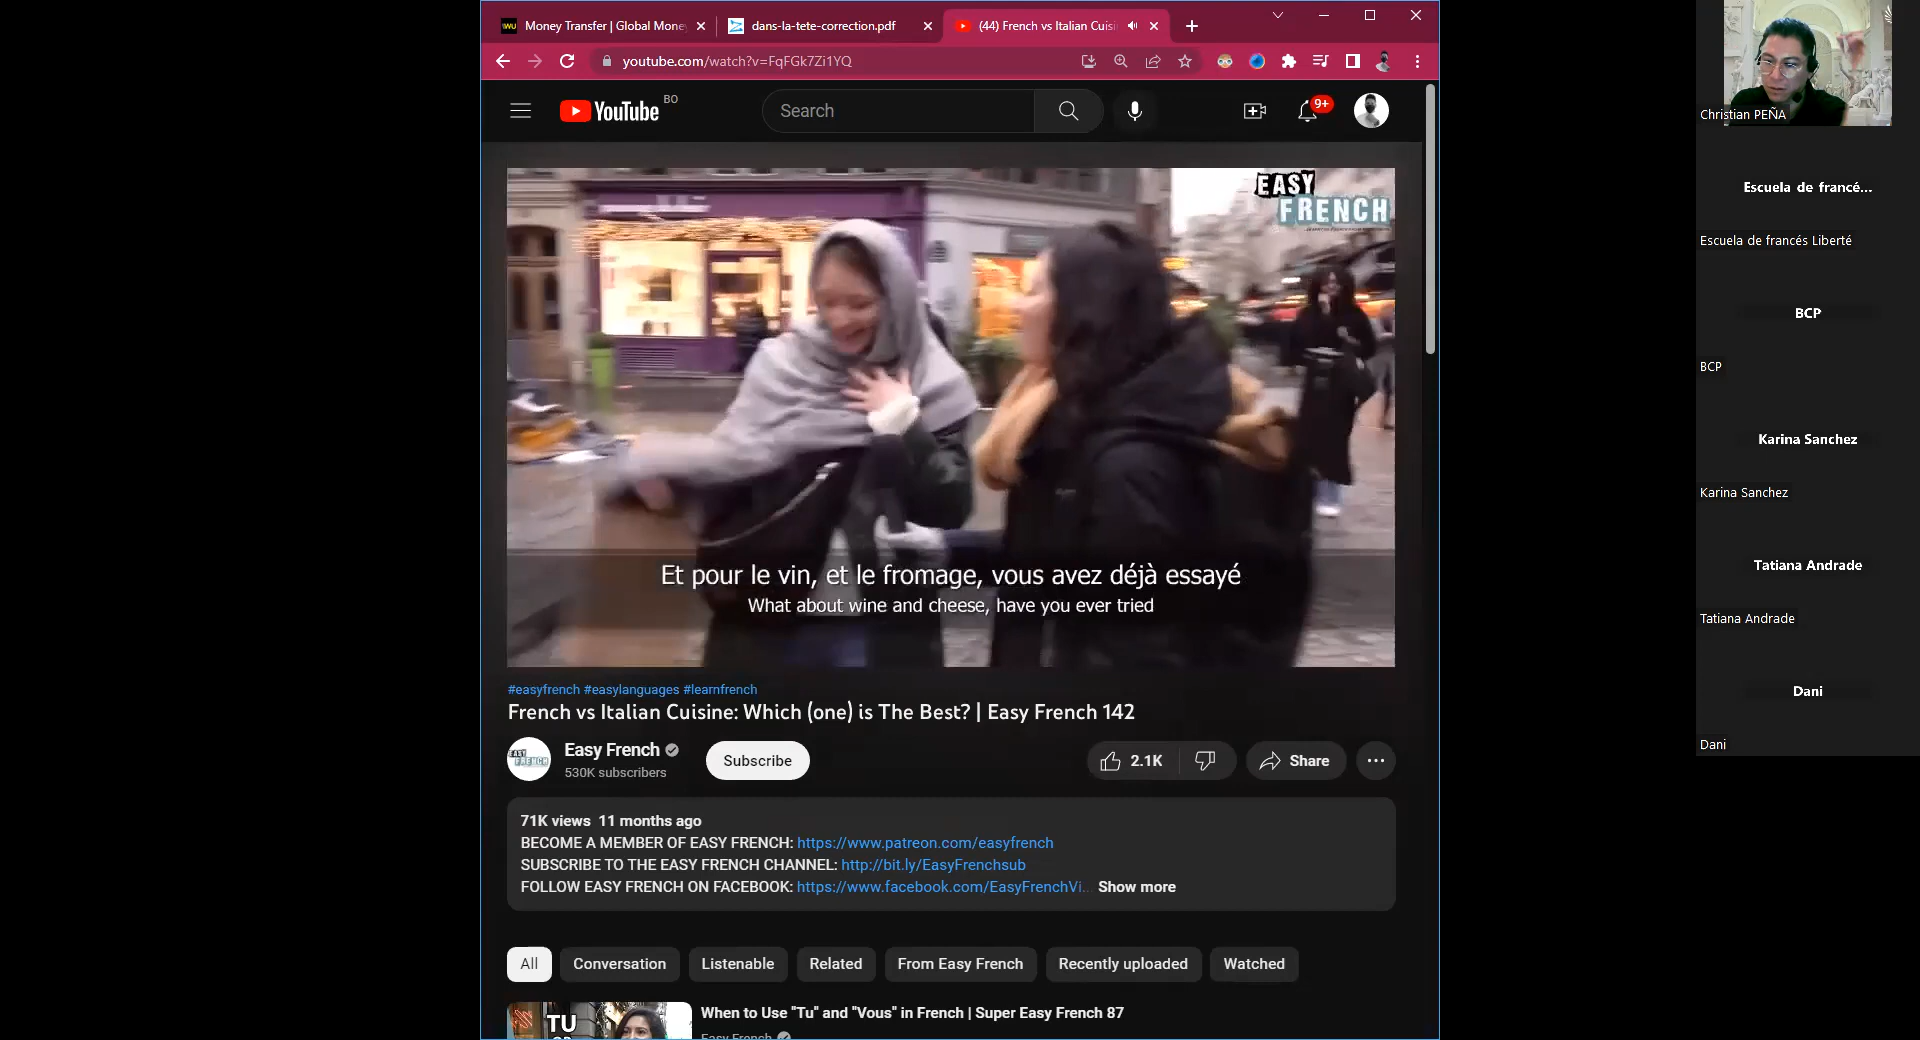 Money Transfer | Global Mone
dans-la-tete-correction.pdf
(44) French vs Italian Cuisi
youtube.com/watch?v=FqFGk7Zi1YQ
YouTube
BO
Search
9+
EASY
FRENCH
Et pour le vin, et le fromage, vous avez déjà essayé
What about wine and cheese, have you ever tried
#easyfrench #easylanguages #learnfrench
French vs Italian Cuisine: Which (one) is The Best? | Easy French 142
EASY
FRENCH
Easy French
530K subscribers
Subscribe
2.1K
Share
71K views 11 months ago
BECOME A MEMBER OF EASY FRENCH: https://www.patreon.com/easyfrench
SUBSCRIBE TO THE EASY FRENCH CHANNEL: http://bit.ly/EasyFrenchsub
FOLLOW EASY FRENCH ON FACEBOOK: https://www.facebook.com/EasyFrenchVi... Show more
All
Conversation
Listenable
Related
From Easy French
Recently uploaded
Watched
TU
When to Use "Tu" and "Vous" in French | Super Easy French 87
Easy French
Christian PEÑA
Escuela de francé...
Escuela de francés Liberté
BCP
BCP
Karina Sanchez
Karina Sanchez
Tatiana Andrade
Tatiana Andrade
Dani
Dani